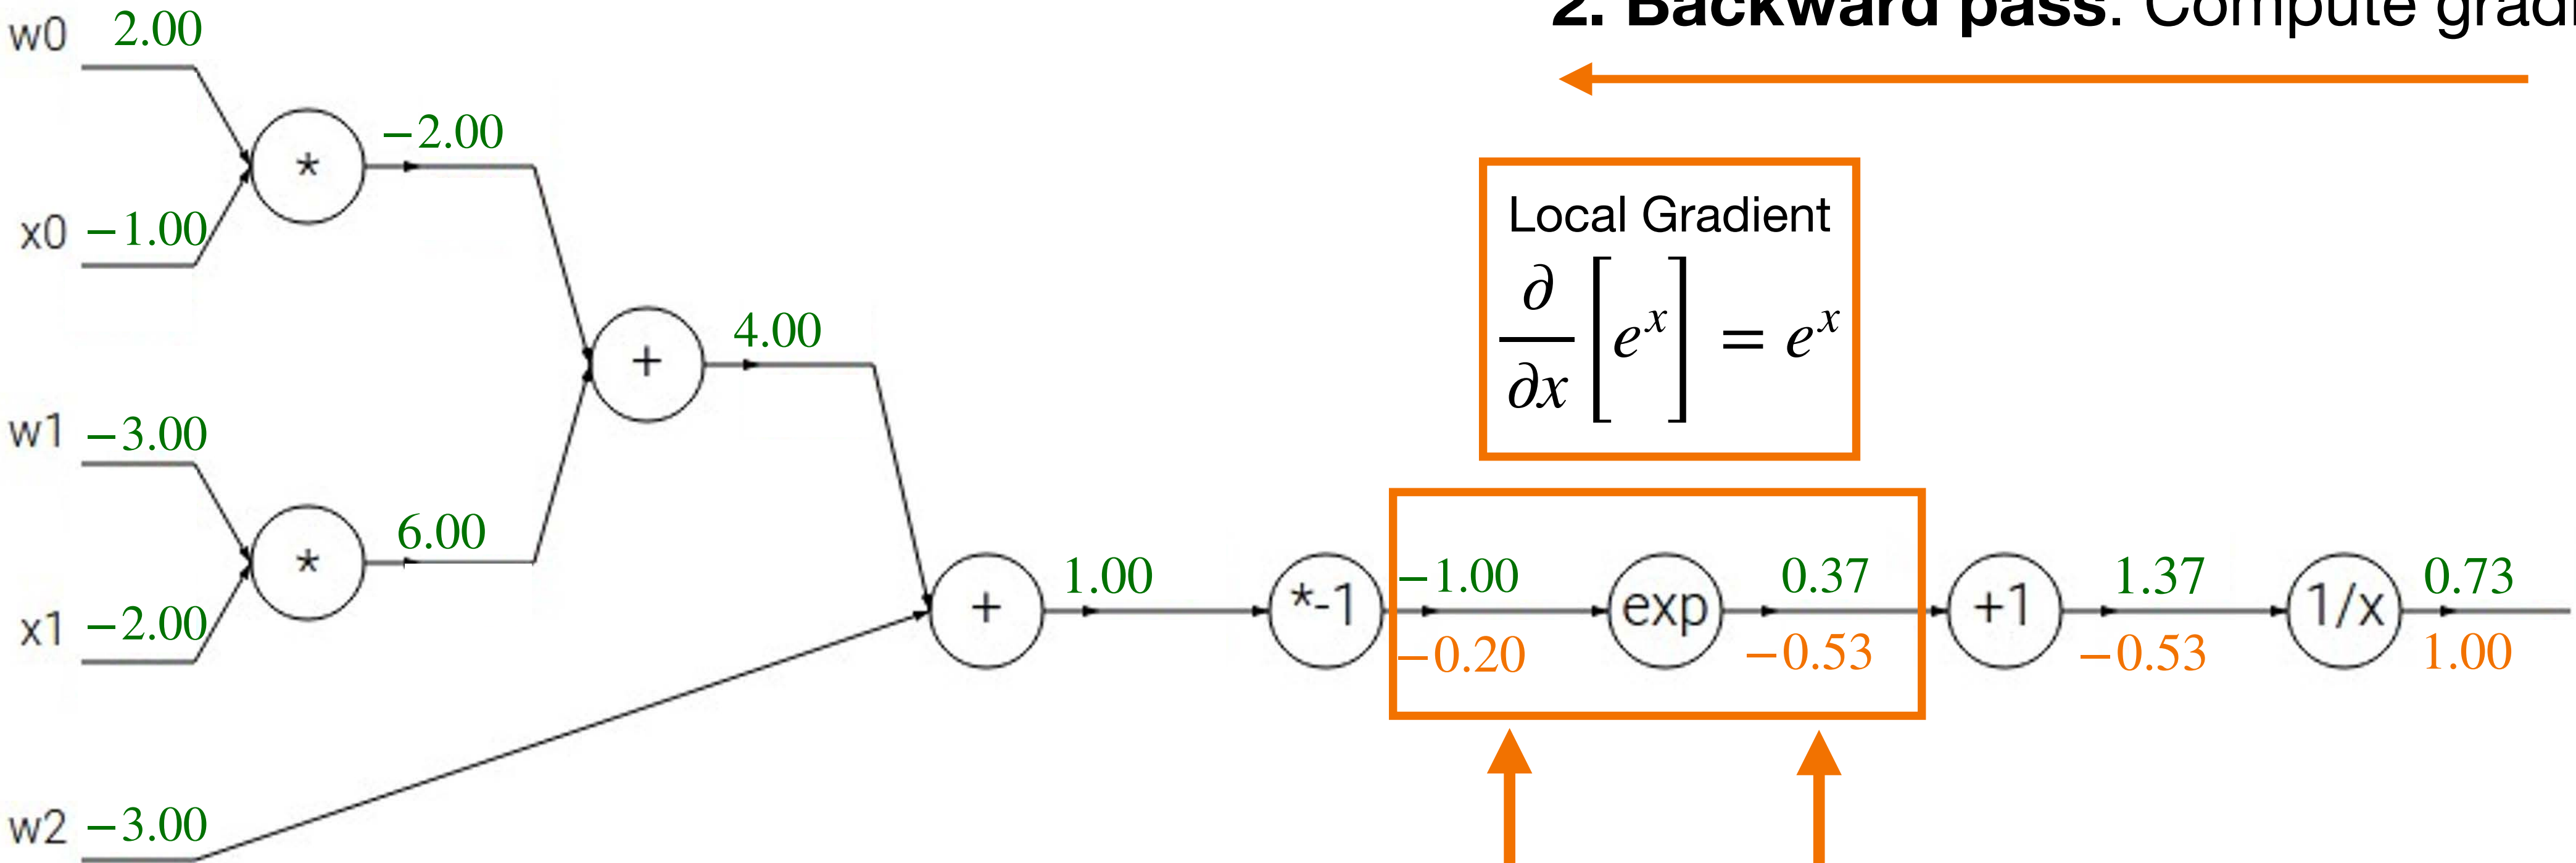 2. Backward pass. Compute gradi
w0 2.00
−2.00
*
x0 −1.00
Local Gradient
∂/∂x [e^x] = e^x
4.00
+
w1 −3.00
6.00
*
x1 −2.00
+ 1.00 *-1 −1.00 exp 0.37 +1 1.37 1/x 0.73
−0.20 −0.53 −0.53 1.00
w2 −3.00